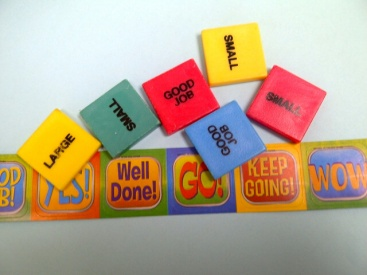 SMALL
GOOD
JOB
SMALL
SMALL
GOOD
JOB
LARGE
YES!
Well
Done!
GO!
KEEP
GOING!
WOW